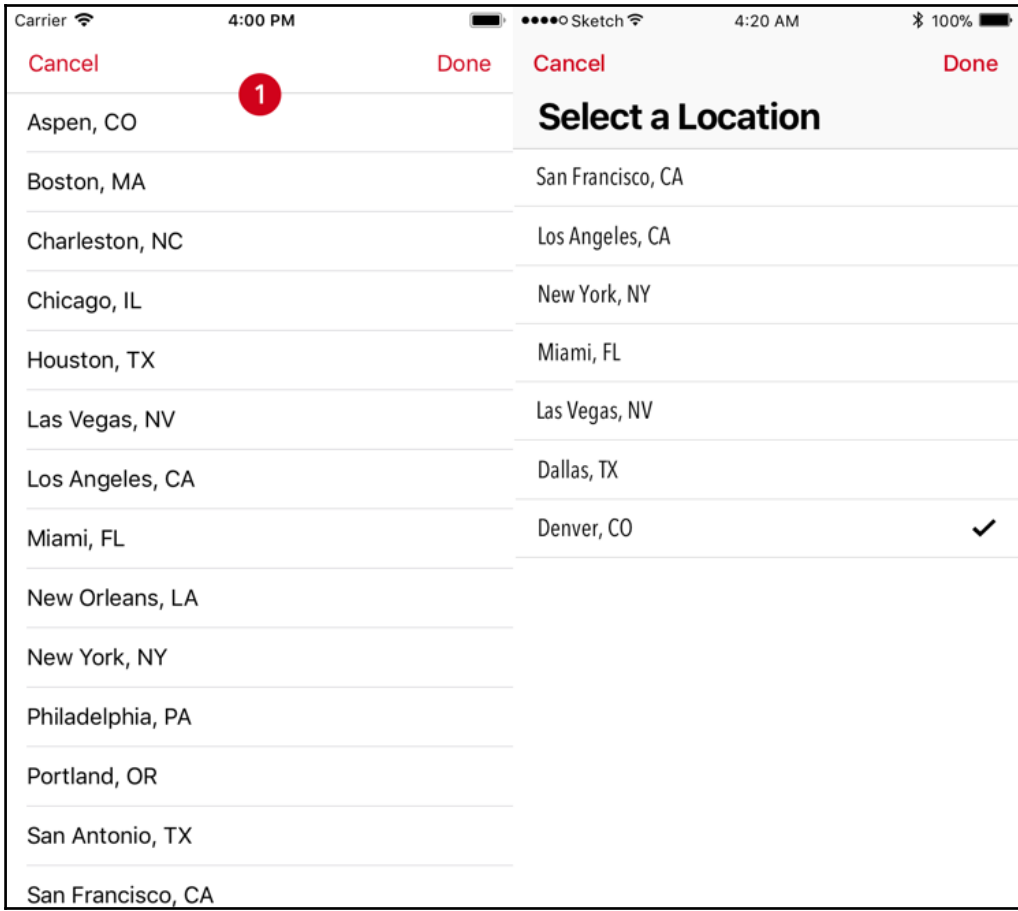 Carrier 4:00 PM
Cancel Done
1
Aspen, CO
Boston, MA
Charleston, NC
Chicago, IL
Houston, TX
Las Vegas, NV
Los Angeles, CA
Miami, FL
New Orleans, LA
New York, NY
Philadelphia, PA
Portland, OR
San Antonio, TX
San Francisco, CA
Sketch 4:20 AM 100%
Cancel Done
Select a Location
San Francisco, CA
Los Angeles, CA
New York, NY
Miami, FL
Las Vegas, NV
Dallas, TX
Denver, CO